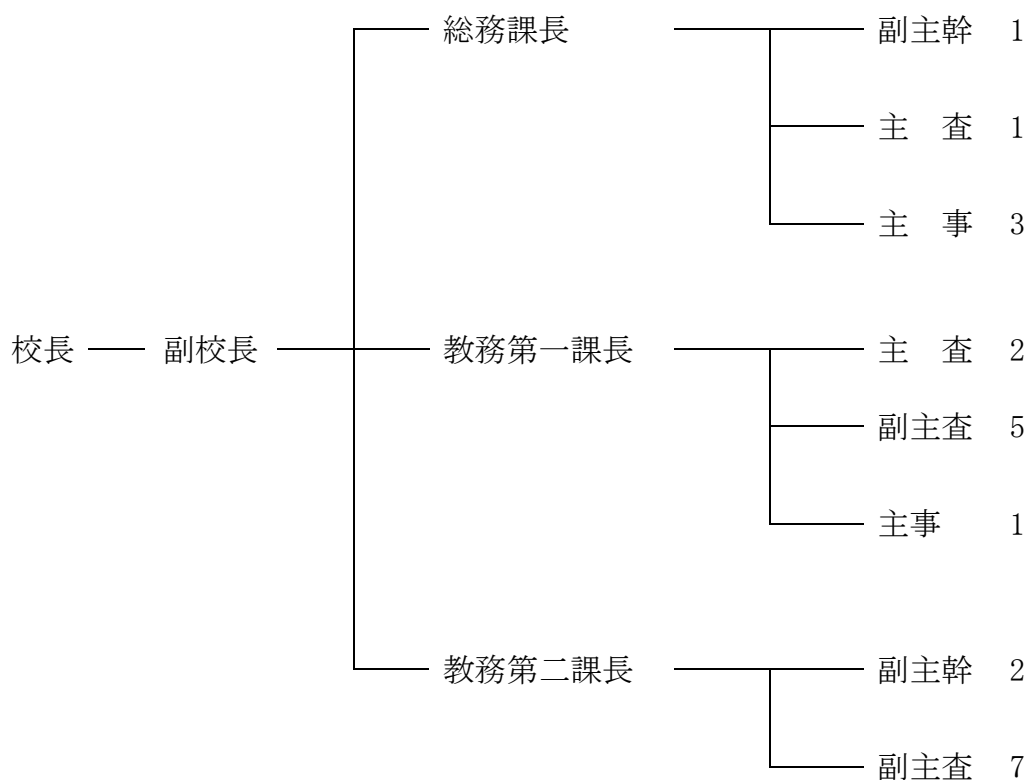 総務課長 副主幹 1
主 査 1
主 事 3
校長 副校長 教務第一課長 主 査 2
副主査 5
主事 1
教務第二課長 副主幹 2
副主査 7